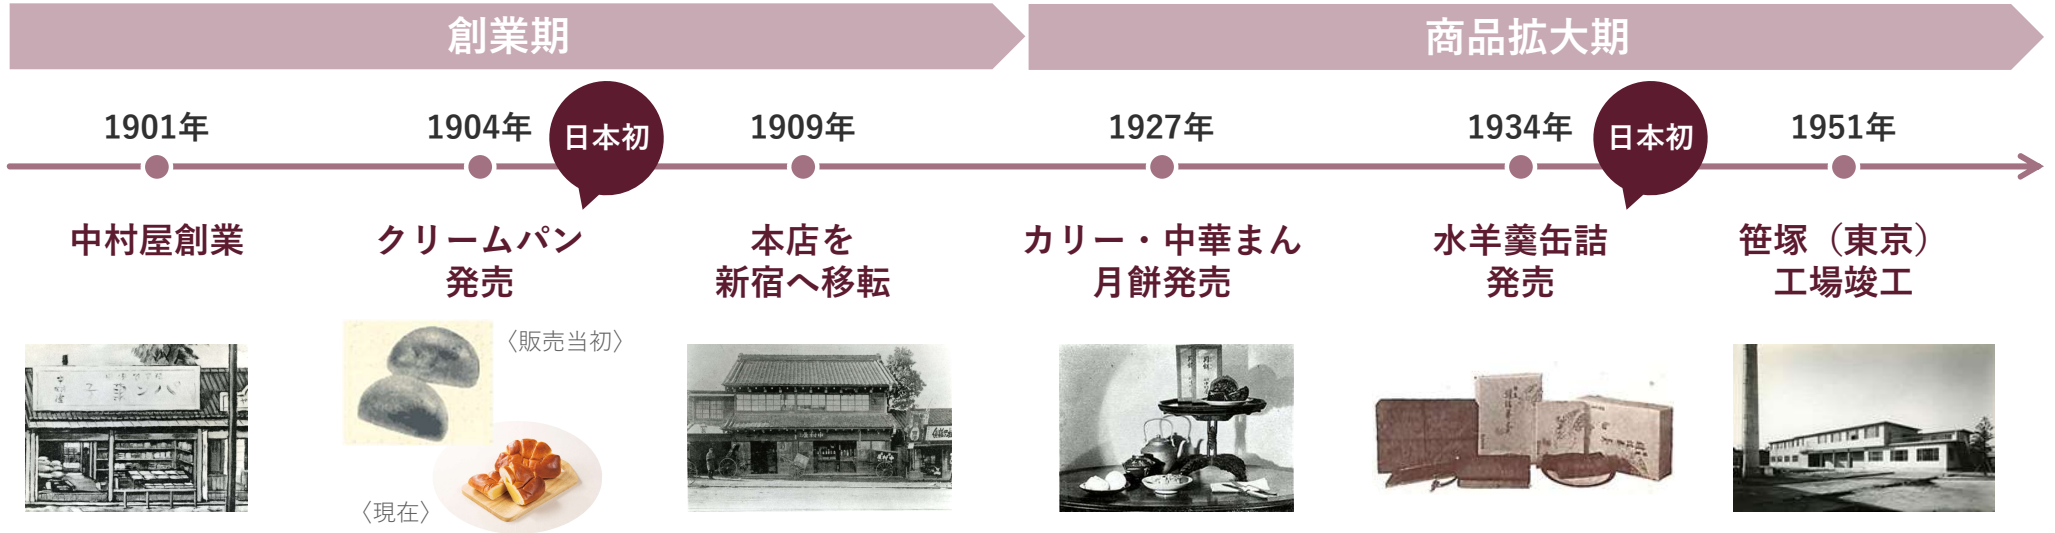 創業期
商品拡大期
1901年
1904年
日本初
1909年
1927年
1934年
日本初
1951年
中村屋創業
クリームパン
発売
本店を
新宿へ移転
カリー・中華まん
月餅発売
水羊羹缶詰
発売
笹塚（東京）
工場竣工
〈販売当初〉
〈現在〉